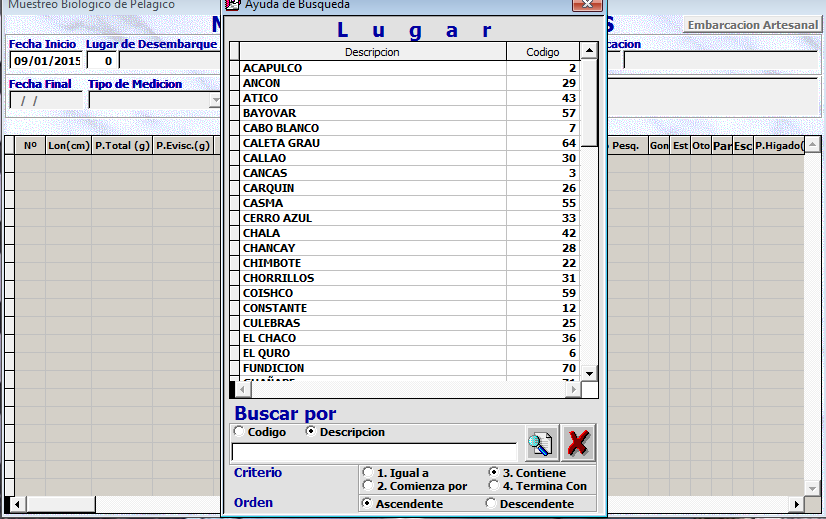 Muestreo Biologico de Pelagico
Ayuda de Busqueda
L u g a r
Embarcacion Artesanal
Fecha Inicio Lugar de Desembarque
cacion
09/01/2015 0
Fecha Final Tipo de Medicion
/ /
Nº Lon(cm) P.Total (g) P.Evisc.(g)
Pesq. Gon Est Oto Par Esc P.Higado(
Descripcion Codigo
ACAPULCO 2
ANCON 29
ATICO 43
BAYOVAR 57
CABO BLANCO 7
CALETA GRAU 64
CALLAO 30
CANCAS 3
CARQUIN 26
CASMA 55
CERRO AZUL 33
CHALA 42
CHANCAY 28
CHIMBOTE 22
CHORRILLOS 31
COISHCO 59
CONSTANTE 12
CULEBRAS 25
EL CHACO 36
EL QURO 6
FUNDICION 70
Buscar por
Codigo Descripcion
Criterio
1. Igual a 3. Contiene
2. Comienza por 4. Termina Con
Orden
Ascendente Descendente